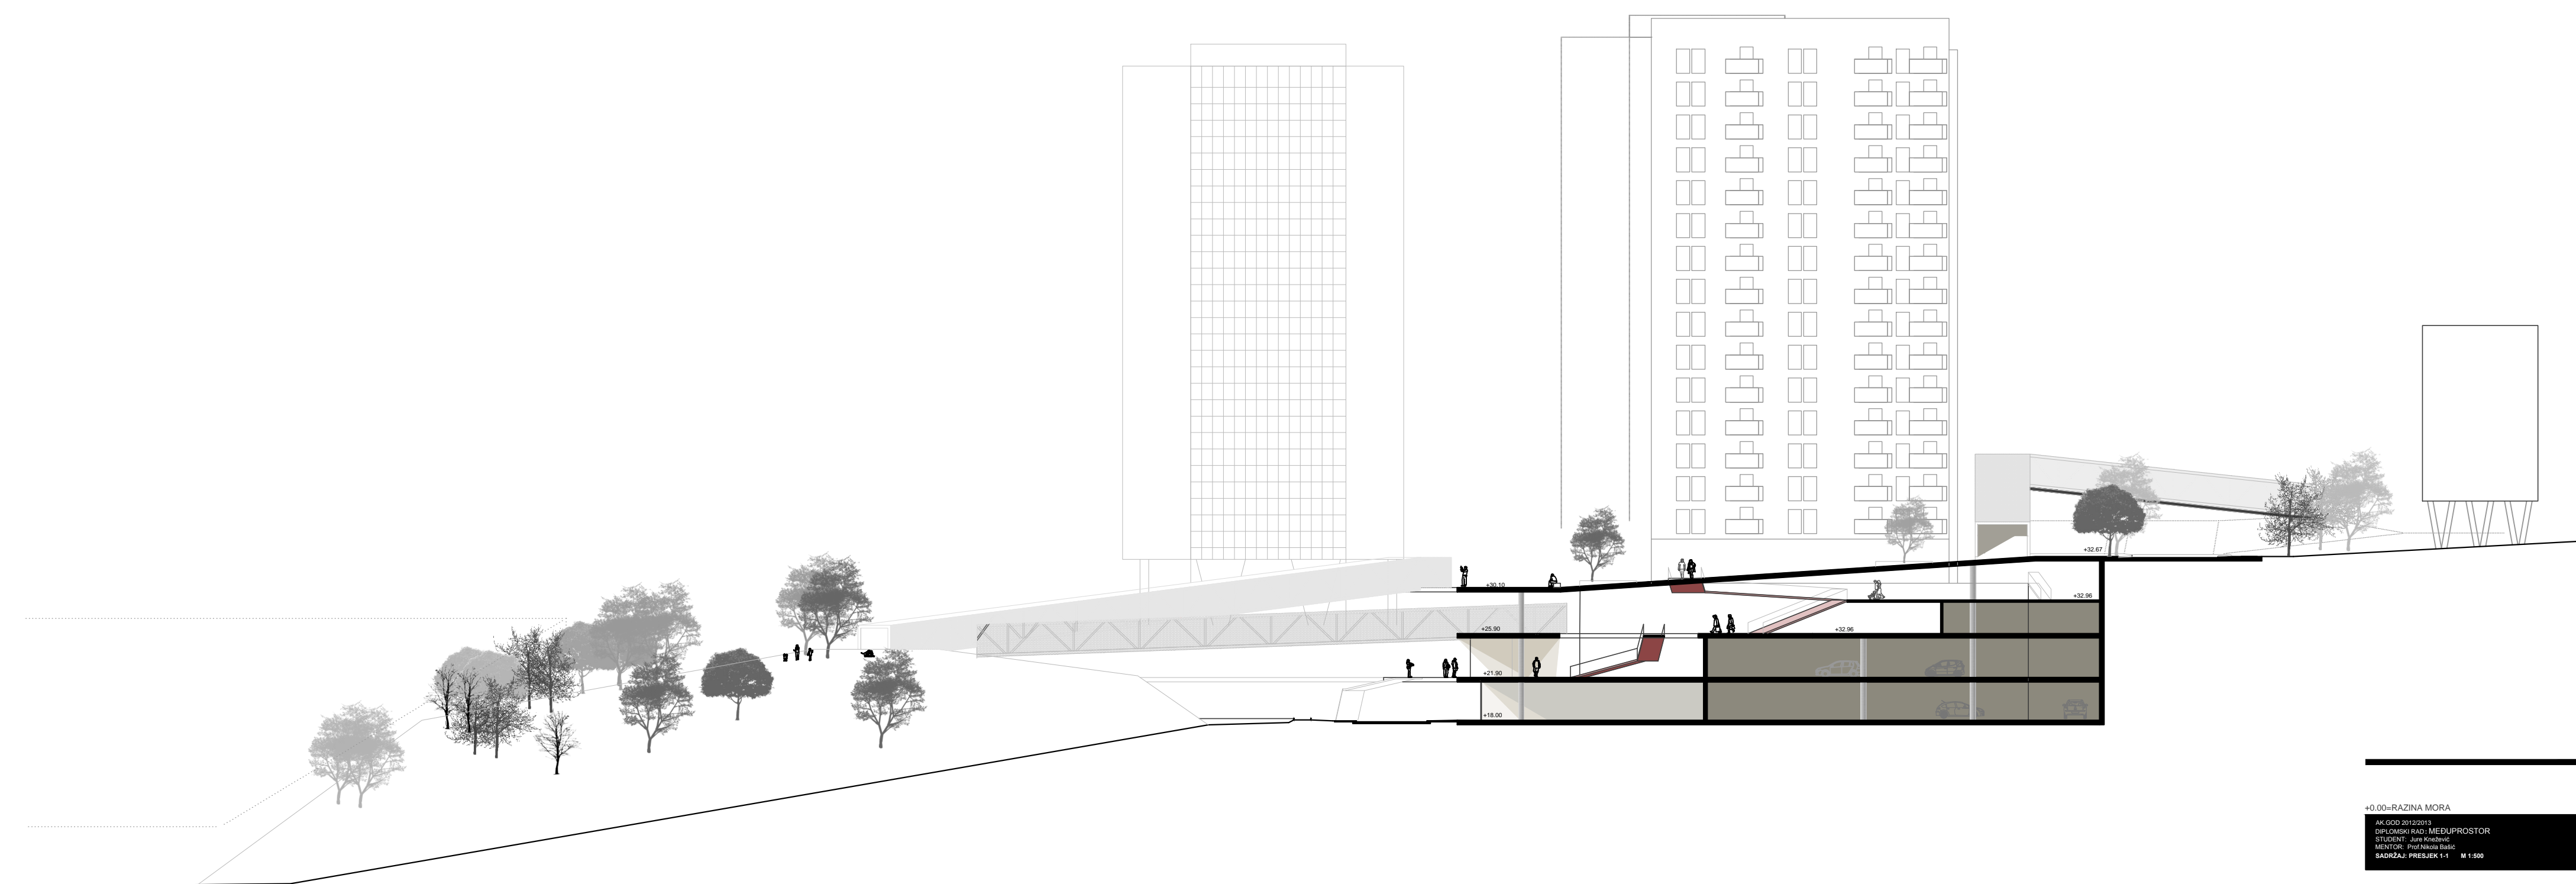 +32.67
+30.10
+32.96
+25.90
+32.96
+21.90
+18.00
+0.00=RAZINA MORA
AK.GOD 2012/2013
DIPLOMSKI RAD: MEĐUPROSTOR
STUDENT: Jure Knežević
MENTOR: Prof.Nikola Bašić
SADRŽAJ: PRESJEK 1-1 M 1:500